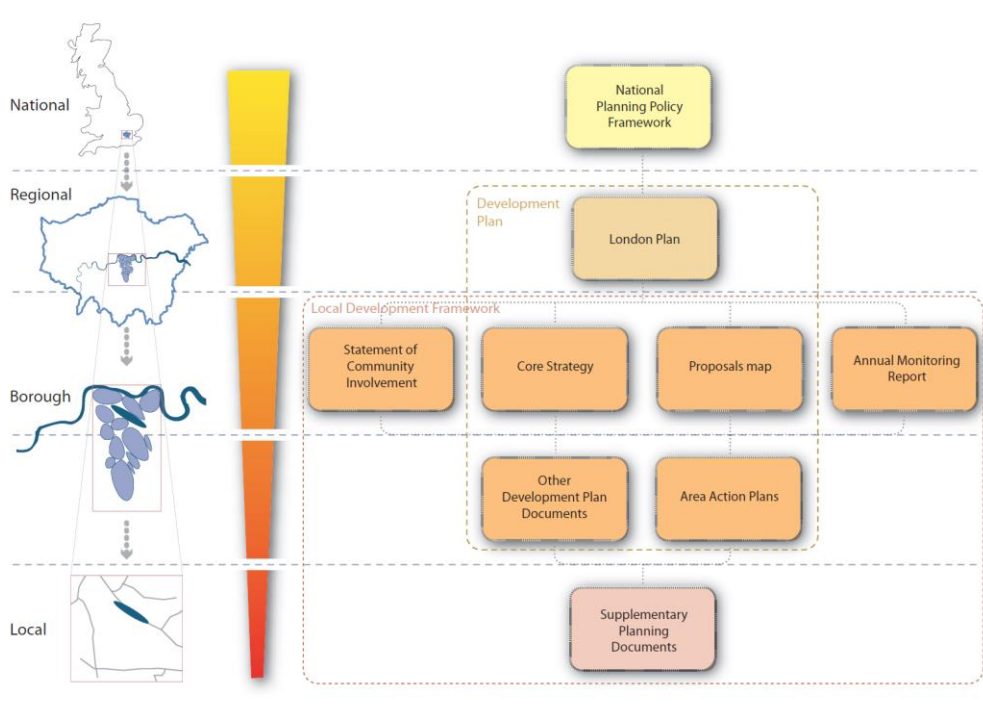 National
National
Planning Policy
Framework
Regional
Development
Plan
London Plan
Local Development Framework
Statement of
Community
Involvement
Core Strategy
Proposals map
Annual Monitoring
Report
Borough
Other
Development Plan
Documents
Area Action Plans
Local
Supplementary
Planning
Documents